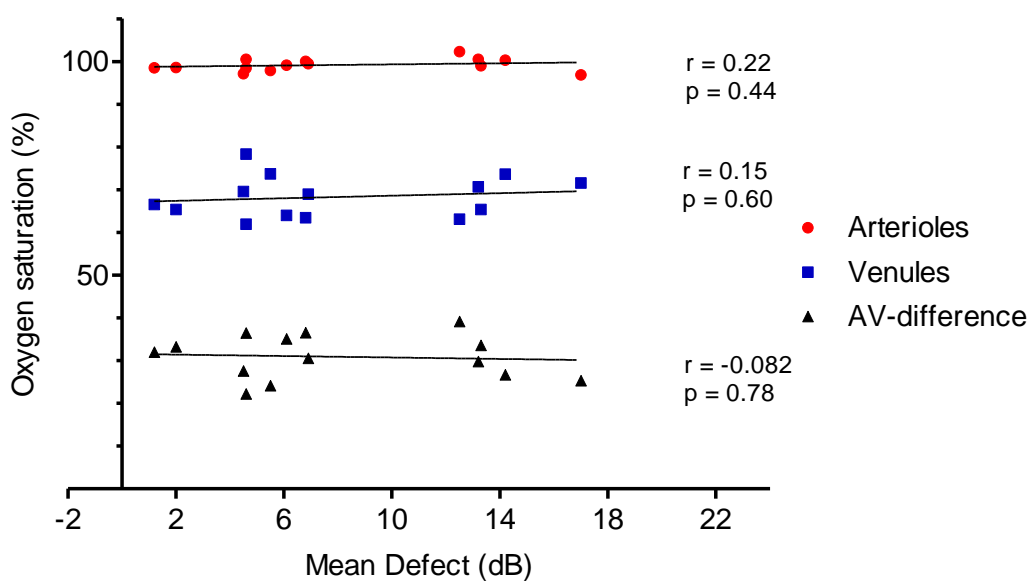 100
50
Oxygen saturation (%)
r = 0.22
p = 0.44
r = 0.15
p = 0.60
r = -0.082
p = 0.78
Arterioles
Venules
AV-difference
-2 2 6 10 14 18 22
Mean Defect (dB)